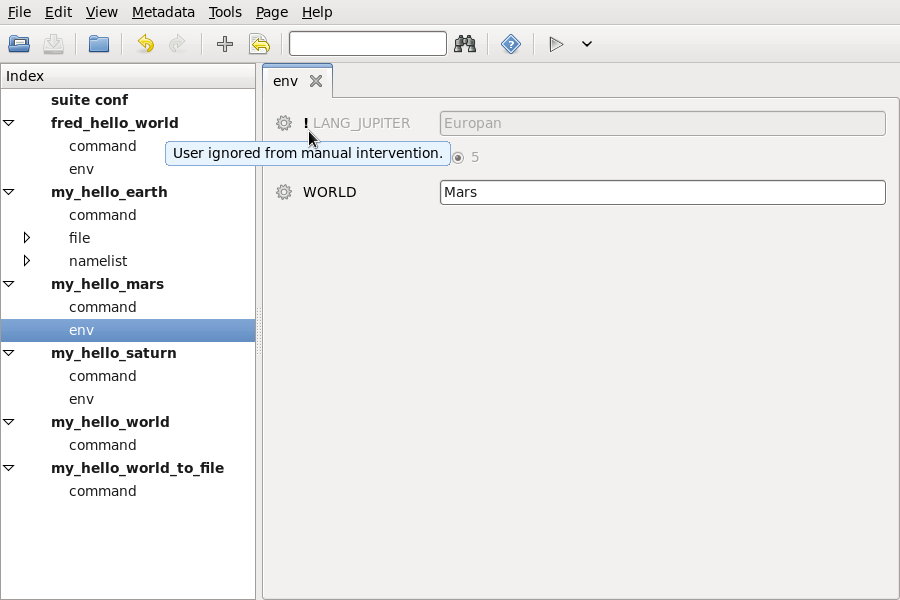 File Edit View Metadata Tools Page Help
Index
env
suite conf
fred_hello_world
command
env
my_hello_earth
command
file
namelist
my_hello_mars
command
env
my_hello_saturn
command
env
my_hello_world
command
my_hello_world_to_file
command
! LANG_JUPITER Europan
User ignored from manual intervention.
5
WORLD Mars